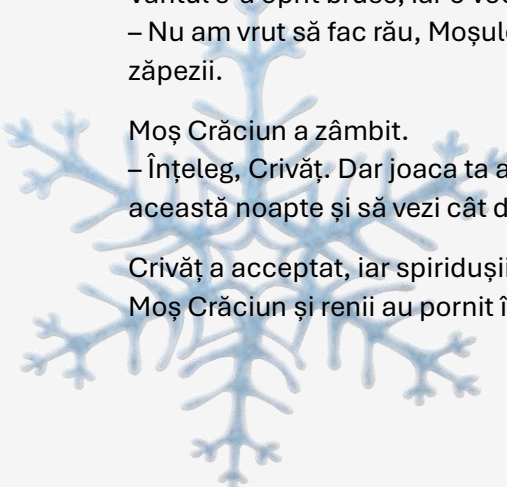 – Nu am vrut să fac rău, Moșule
zăpezii.
Moș Crăciun a zâmbit.
– Înțeleg, Crivăț. Dar joaca ta a
această noapte și să vezi cât d
Crivăț a acceptat, iar spiridușii
Moș Crăciun și renii au pornit î